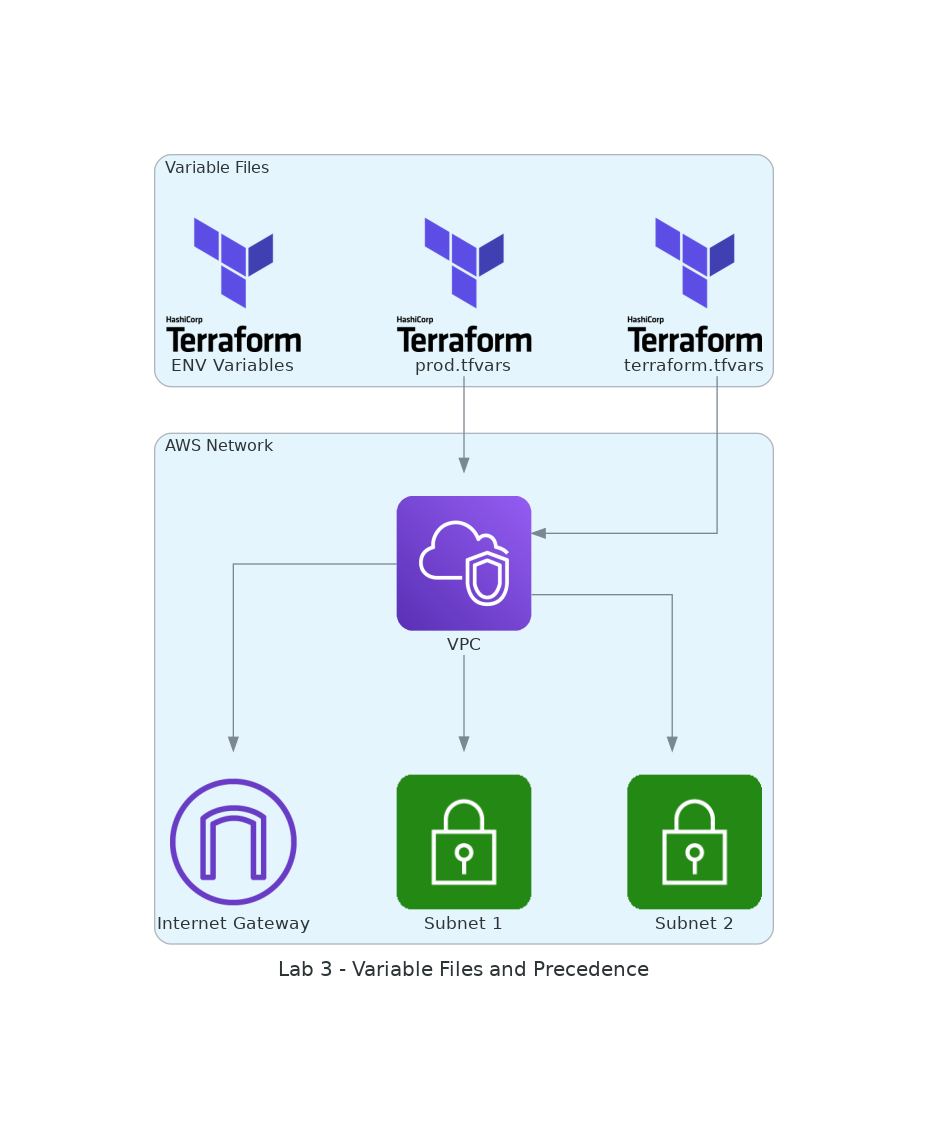 Variable Files
HashiCorp
Terraform
ENV Variables
HashiCorp
Terraform
prod.tfvars
HashiCorp
Terraform
terraform.tfvars
AWS Network
VPC
Internet Gateway
Subnet 1
Subnet 2
Lab 3 - Variable Files and Precedence